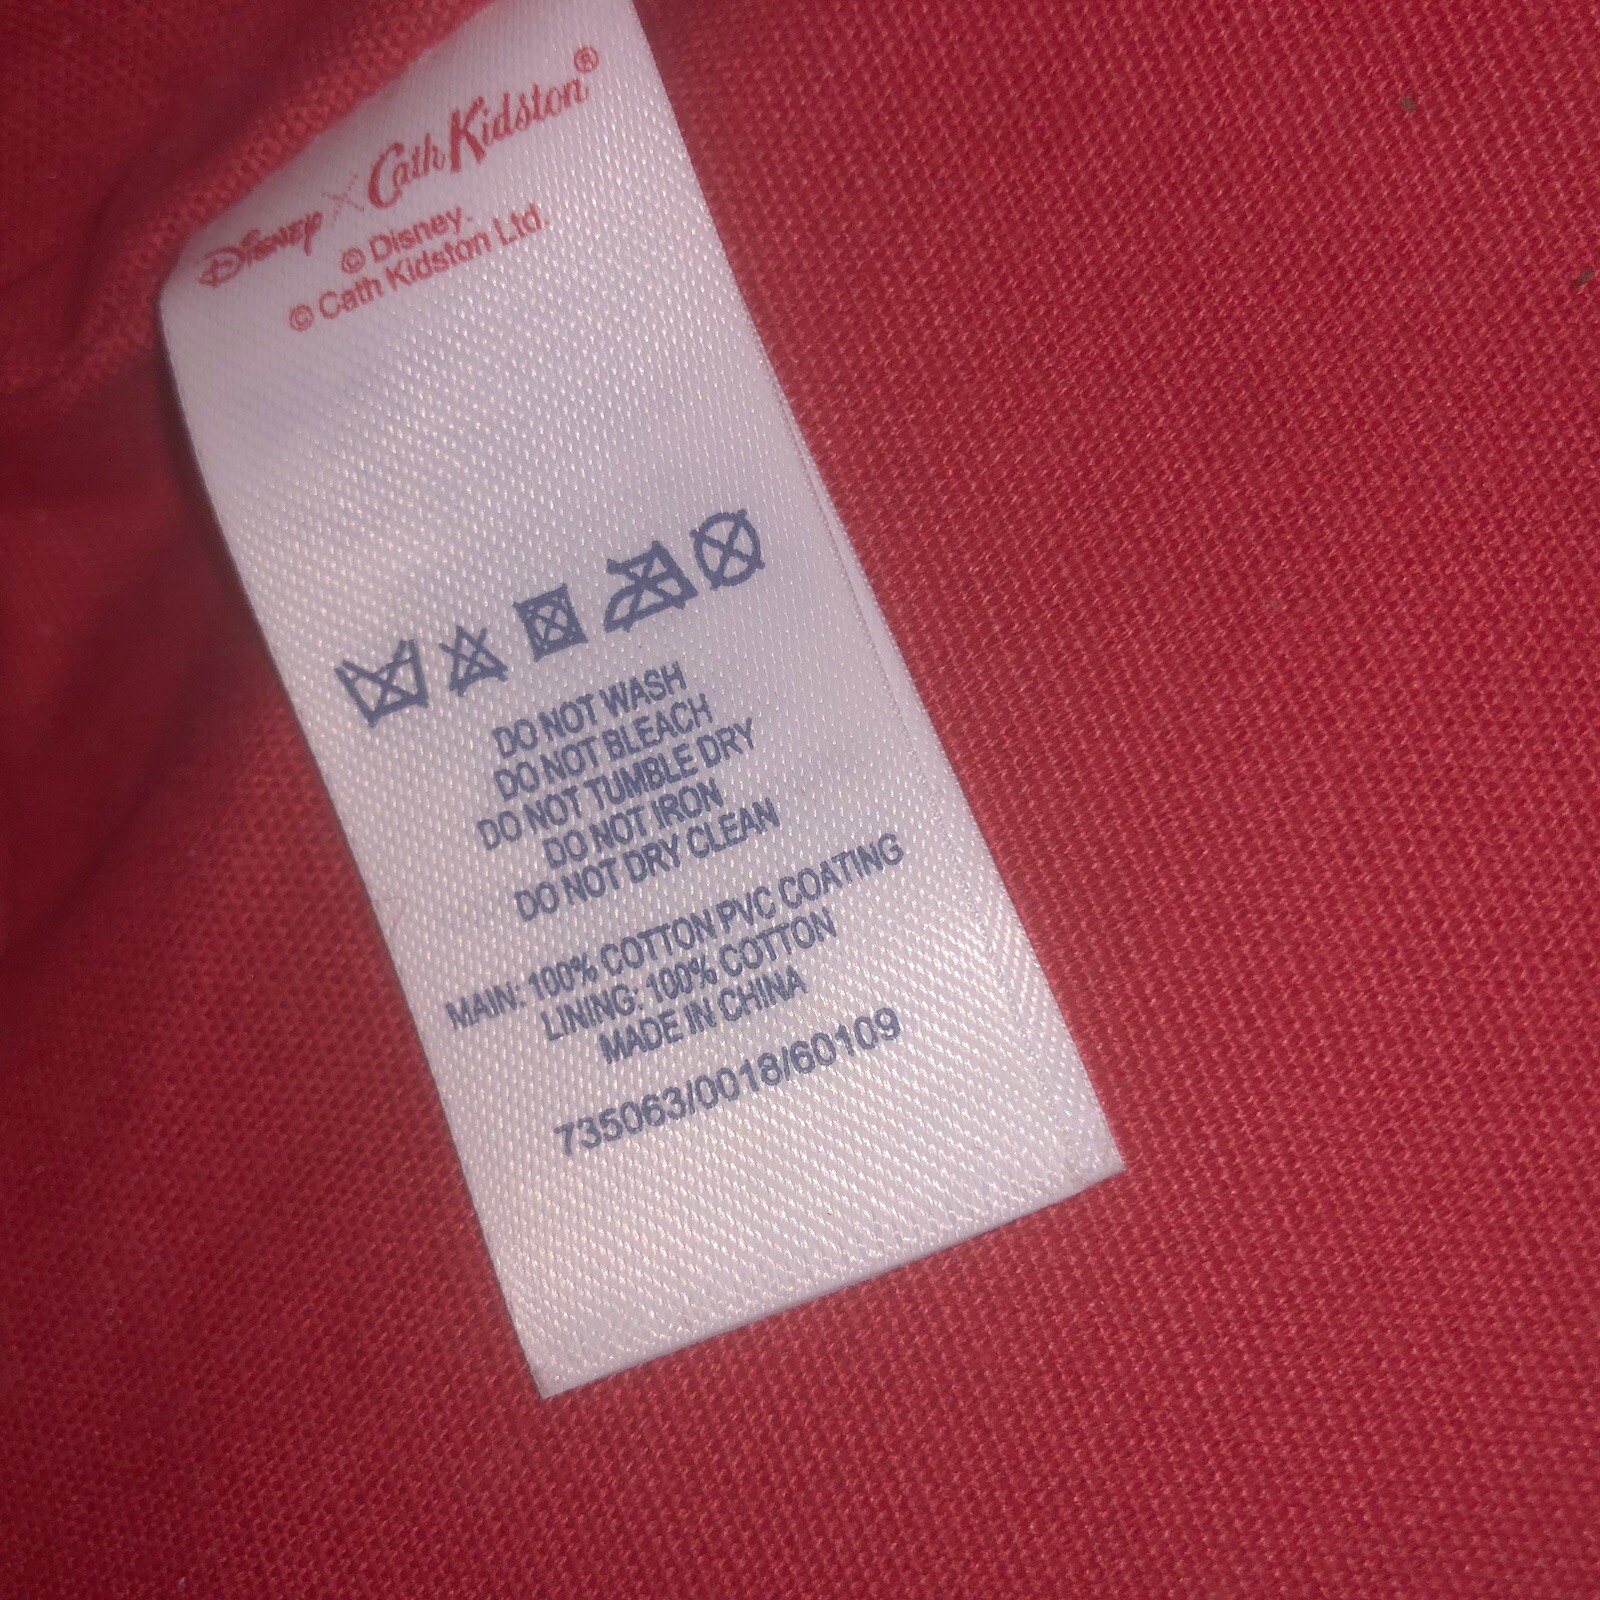 Disney X Cath Kidston®
© Disney.
© Cath Kidston Ltd.
DO NOT WASH
DO NOT BLEACH
DO NOT TUMBLE DRY
DO NOT IRON
DO NOT DRY CLEAN
MAIN: 100% COTTON PVC COATING
LINING: 100% COTTON
MADE IN CHINA
735063/0018/60109